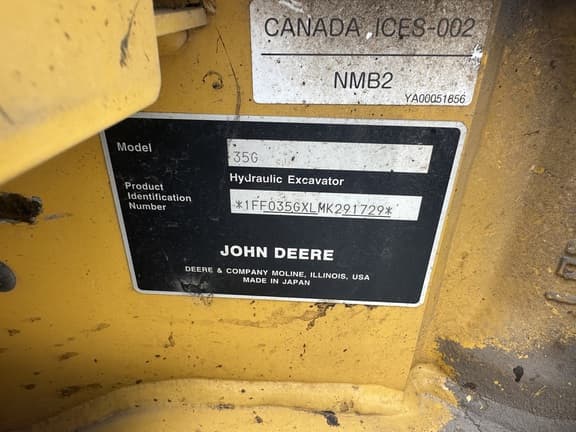 CANADA ICES-002
NMB2
YA00051856
Model
35G
Hydraulic Excavator
Product
Identification
Number
*1FF035GXLMK291729*
JOHN DEERE
DEERE & COMPANY MOLINE, ILLINOIS, USA
MADE IN JAPAN